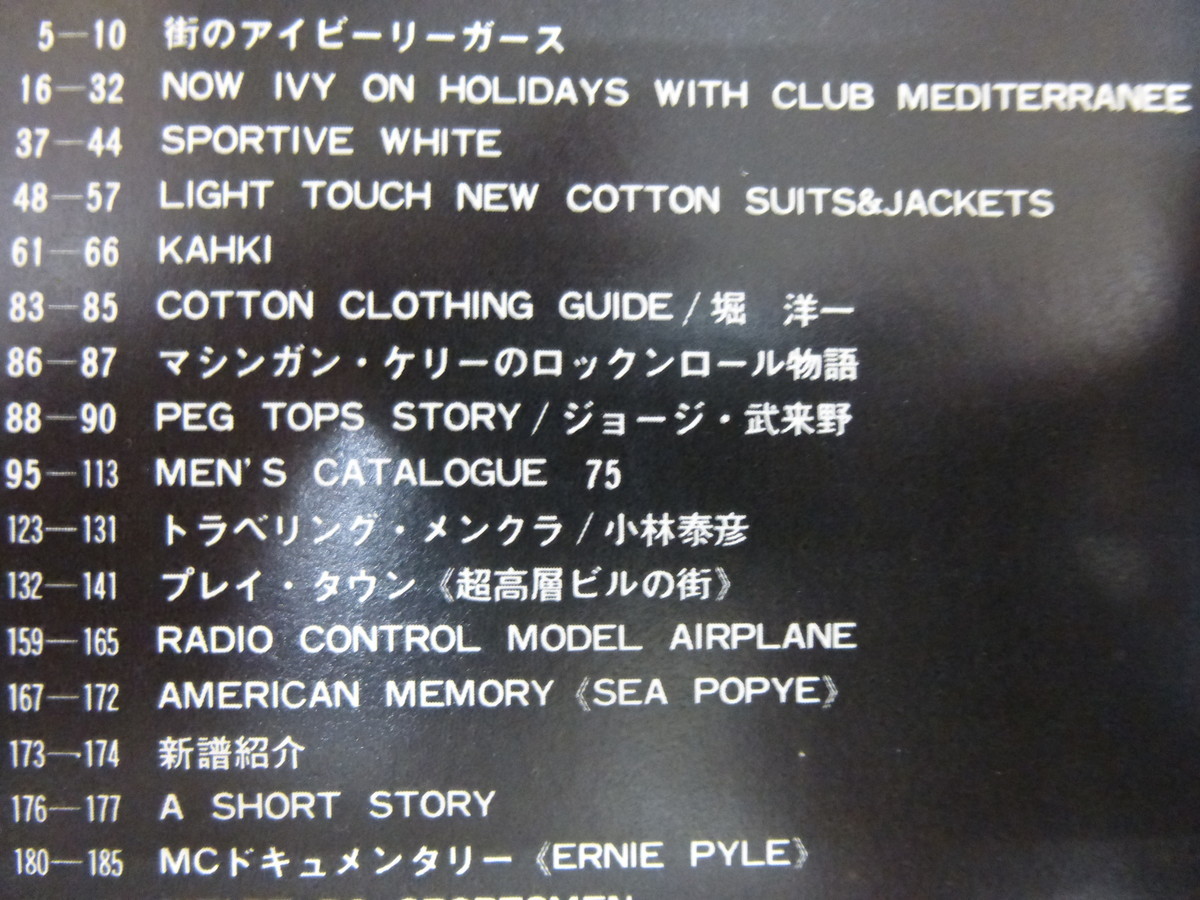 5—10 街のアイビーリーガース
16—32 NOW IVY ON HOLIDAYS WITH CLUB MEDITERRANEE
37—44 SPORTIVE WHITE
48—57 LIGHT TOUCH NEW COTTON SUITS&JACKETS
61—66 KAHKI
83—85 COTTON CLOTHING GUIDE/堀 洋一
86—87 マシンガン・ケリーのロックンロール物語
88—90 PEG TOPS STORY/ジョージ・武来野
95—113 MEN'S CATALOGUE 75
123—131 トラベリング・メンクラ/小林泰彦
132—141 プレイ・タウン《超高層ビルの街》
159—165 RADIO CONTROL MODEL AIRPLANE
167—172 AMERICAN MEMORY《SEA POPYE》
173—174 新譜紹介
176—177 A SHORT STORY
180—185 MCドキュメンタリー《ERNIE PYLE》
SPORTSMEN